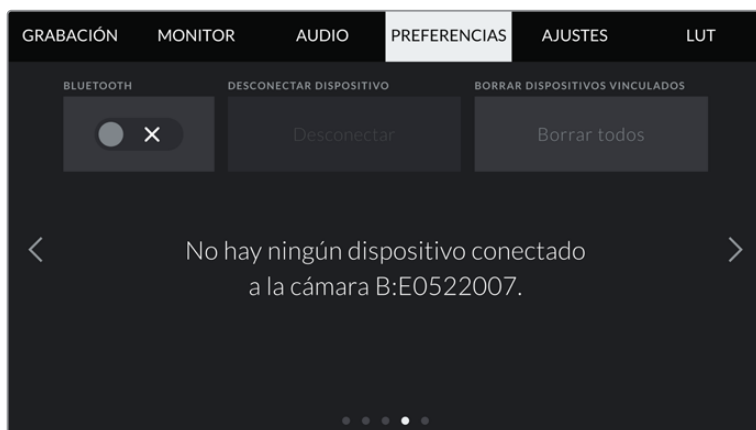 GRABACIÓN MONITOR AUDIO PREFERENCIAS AJUSTES LUT
BLUETOOTH DESCONECTAR DISPOSITIVO BORRAR DISPOSITIVOS VINCULADOS
Desconectar Borrar todos
No hay ningún dispositivo conectado
a la cámara B:E0522007.